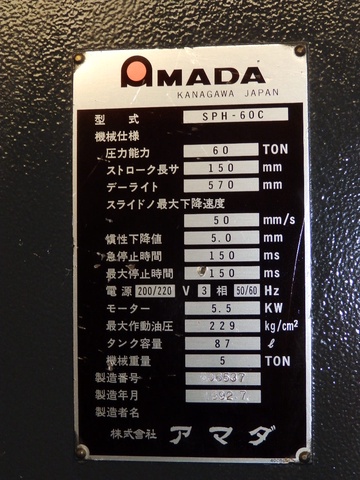 AMADA
KANAGAWA JAPAN
型式 SPH-60C
機械仕様
圧力能力 60 TON
ストローク長サ 150 mm
デーライト 570 mm
スライドノ最大下降速度
50 mm/s
慣性下降値 5.0 mm
急停止時間 150 ms
最大停止時間 150 ms
電源 200/220 V 3 相 50/60 Hz
モーター 5.5 KW
最大作動油圧 229 kg/cm²
タンク容量 87 ℓ
機械重量 5 TON
製造番号
製造年月
製造者名
株式会社 アマダ